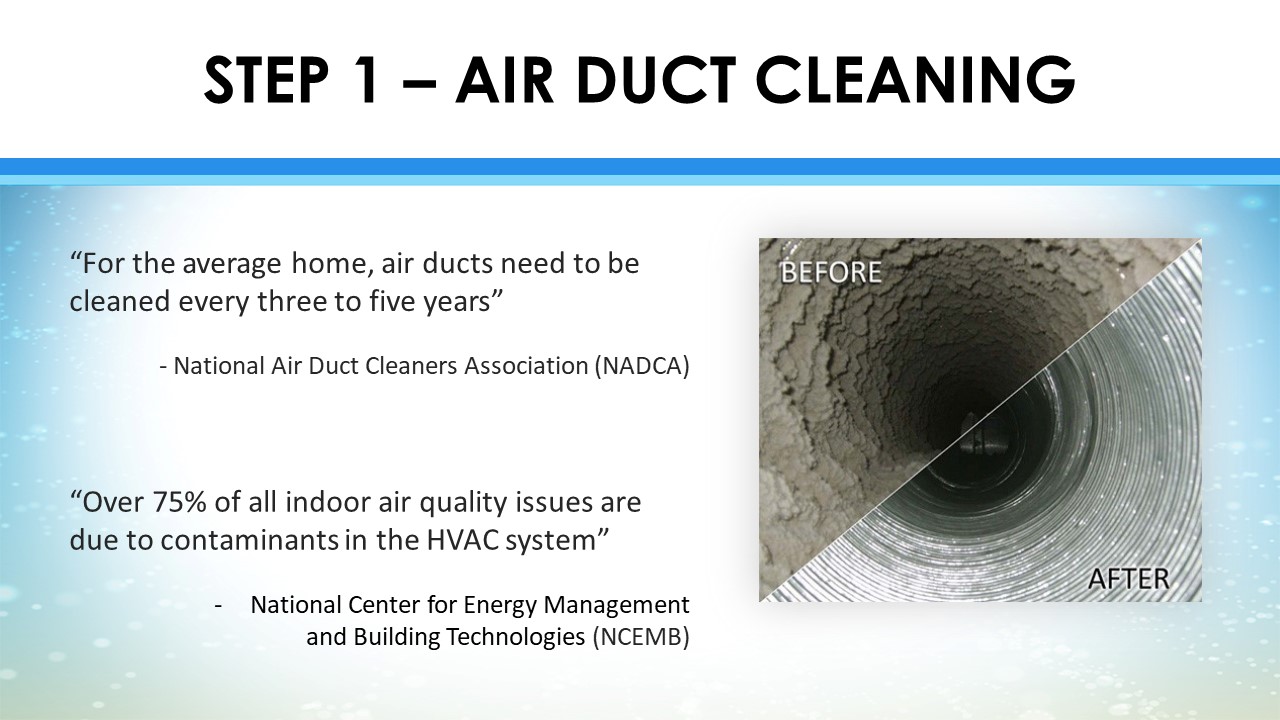 STEP 1 – AIR DUCT CLEANING
“For the average home, air ducts need to be
cleaned every three to five years”
- National Air Duct Cleaners Association (NADCA)
“Over 75% of all indoor air quality issues are
due to contaminants in the HVAC system”
- National Center for Energy Management
and Building Technologies (NCEMB)
BEFORE
AFTER